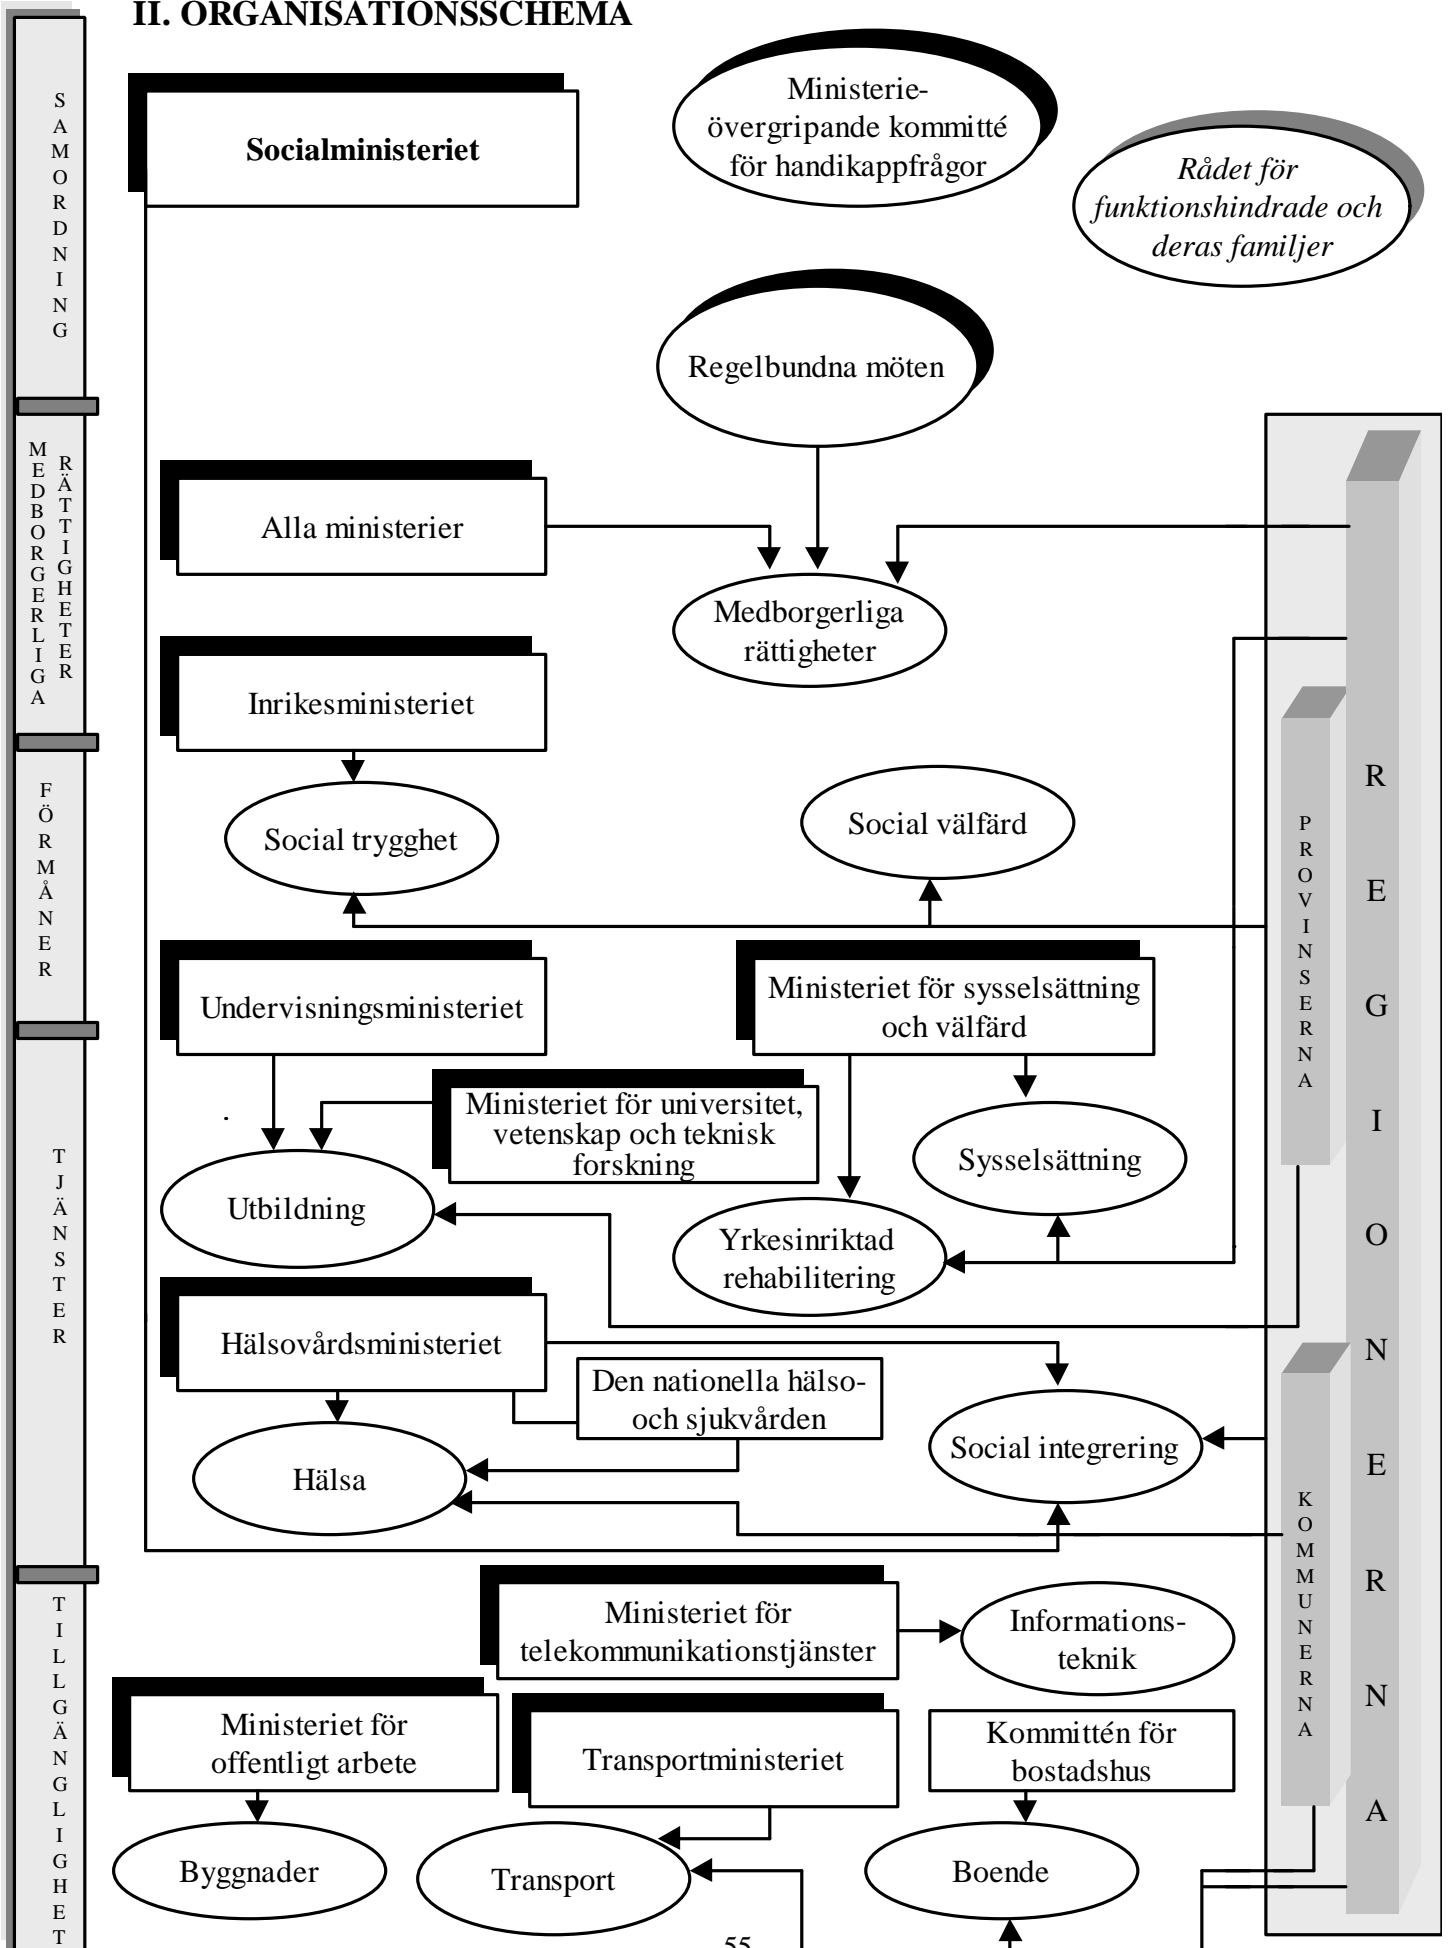 II. ORGANISATIONSSCHEMA
SAMORDNING
Socialministeriet
Ministerie-
övergripande kommitté
för handikappfrågor
Rådet för
funktionshindrade och
deras familjer
Regelbundna möten
MEDBORGERLIGA
RÄTTIGHETER
Alla ministerier
Medborgerliga
rättigheter
Inrikesministeriet
FÖRMÅNER
Social trygghet
Social välfärd
PROVINSERNA
REGIONERNA
Undervisningsministeriet
Ministeriet för sysselsättning
och välfärd
TJÄNSTER
Ministeriet för universitet,
vetenskap och teknisk
forskning
Sysselsättning
Utbildning
Yrkesinriktad
rehabilitering
Hälsovårdsministeriet
Den nationella hälso-
och sjukvården
Social integrering
Hälsa
KOMMUNERNA
TILLGÄNGLIGHET
Ministeriet för
telekommunikationstjänster
Informations-
teknik
Ministeriet för
offentligt arbete
Transportministeriet
Kommittén för
bostadshus
Byggnader
Transport
Boende
55